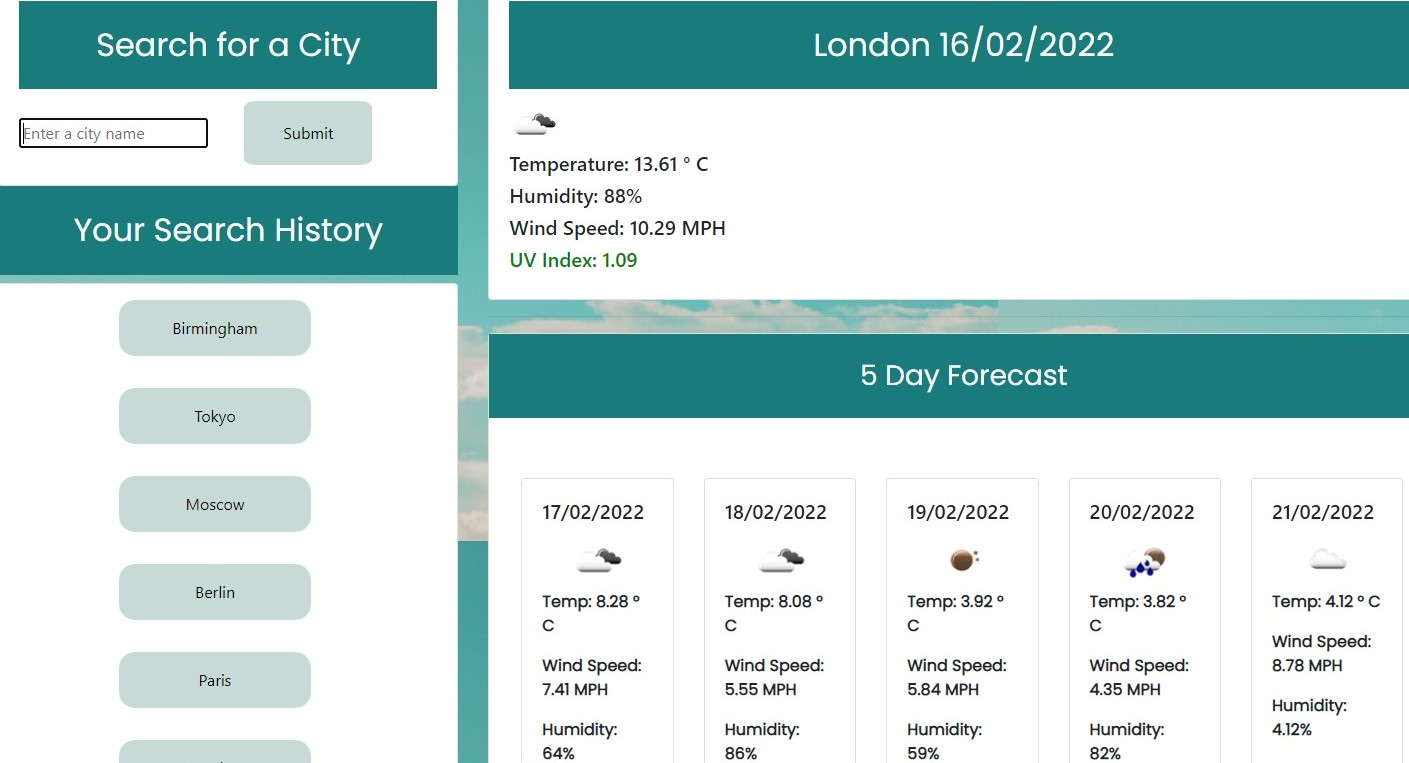 Search for a City
Enter a city name
Submit
Your Search History
Birmingham
Tokyo
Moscow
Berlin
Paris
London 16/02/2022
Temperature: 13.61 ° C
Humidity: 88%
Wind Speed: 10.29 MPH
UV Index: 1.09
5 Day Forecast
17/02/2022
Temp: 8.28 °
C
Wind Speed:
7.41 MPH
Humidity:
64%
18/02/2022
Temp: 8.08 °
C
Wind Speed:
5.55 MPH
Humidity:
86%
19/02/2022
Temp: 3.92 °
C
Wind Speed:
5.84 MPH
Humidity:
59%
20/02/2022
Temp: 3.82 °
C
Wind Speed:
4.35 MPH
Humidity:
82%
21/02/2022
Temp: 4.12 ° C
Wind Speed:
8.78 MPH
Humidity:
4.12%